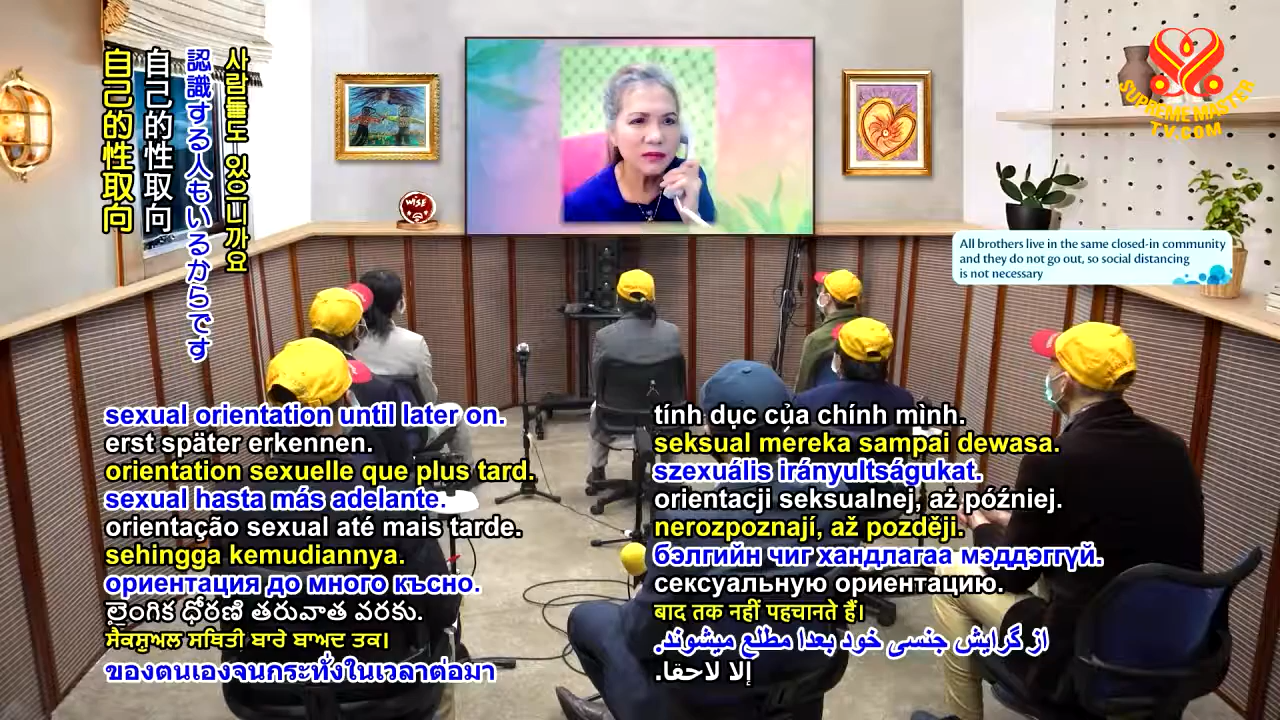 사람들도 있으니까요
認識する人もいるからです
自己的性取向
自己的性取向
WISE
SUPREME MASTER
TV.COM
All brothers live in the same closed-in community
and they do not go out, so social distancing
is not necessary
sexual orientation until later on.
erst später erkennen.
orientation sexuelle que plus tard.
sexual hasta más adelante.
orientação sexual até mais tarde.
sehingga kemudiannya.
ориентация до много късно.
లైంగిక ధోరణి తరువాత వరకు.
ਸੈਕਸ਼ੁਅਲ ਸਥਿਤੀ ਬਾਰੇ ਬਾਅਦ ਤਕ।
ของตนเองจนกระทั่งในเวลาต่อมา
tính dục của chính mình.
seksual mereka sampai dewasa.
szexuális irányultságukat.
orientacji seksualnej, aż później.
nerozpoznají, až později.
бэлгийн чиг хандлагаа мэддэггүй.
сексуальную ориентацию.
बाद तक नहीं पहचानते हैं।
از گرایش جنسی خود بعدا مطلع میشوند.
إلا لاحقا.